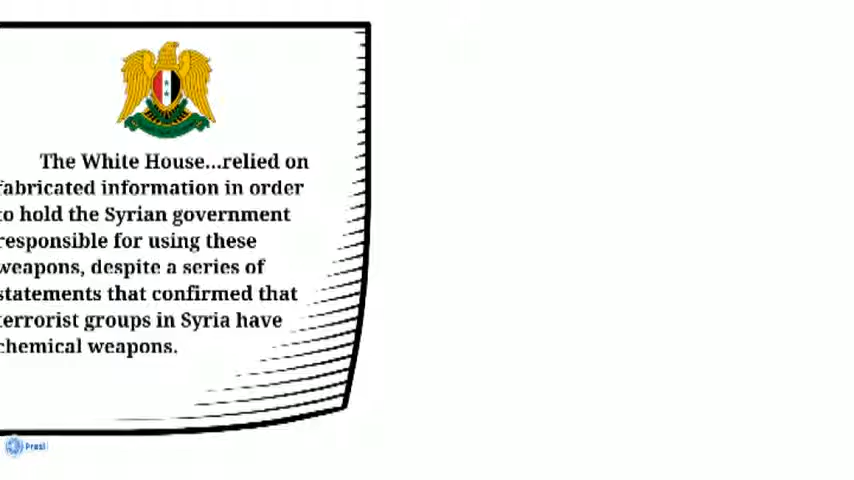 The White House...relied on
fabricated information in order
to hold the Syrian government
responsible for using these
weapons, despite a series of
statements that confirmed that
terrorist groups in Syria have
chemical weapons.
Prezi